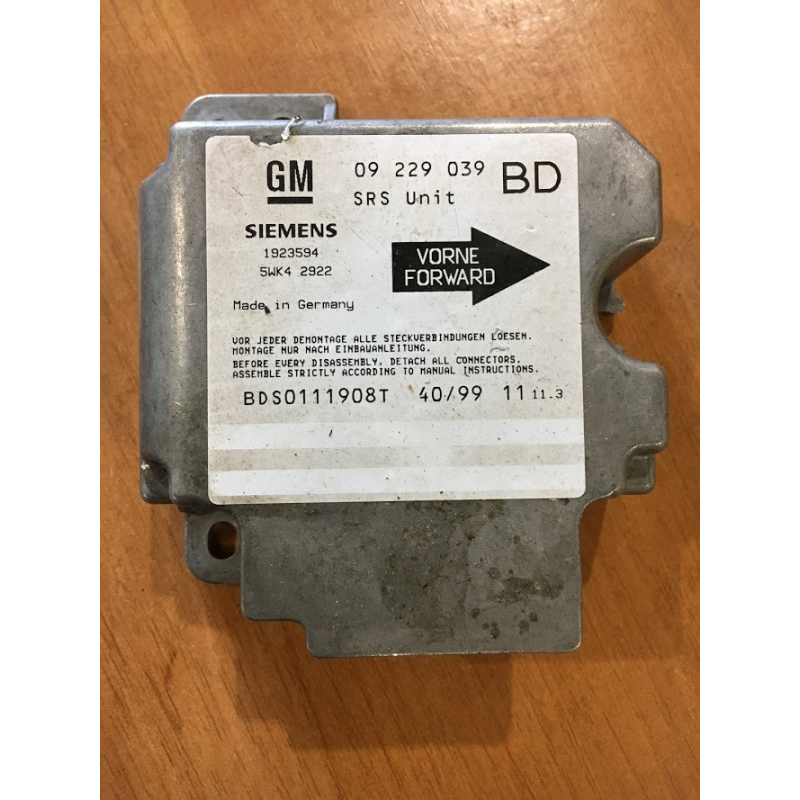 GM 09 229 039 BD
SRS Unit
SIEMENS
1923594
5WK4 2922
VORNE
FORWARD
Made in Germany
VOR JEDER DEMONTAGE ALLE STECKVERBINDUNGEN LOESEN.
MONTAGE NUR NACH EINBAUANLEITUNG.
BEFORE EVERY DISASSEMBLY, DETACH ALL CONNECTORS.
ASSEMBLE STRICTLY ACCORDING TO MANUAL INSTRUCTIONS.
BDS0111908T 40/99 11 11.3